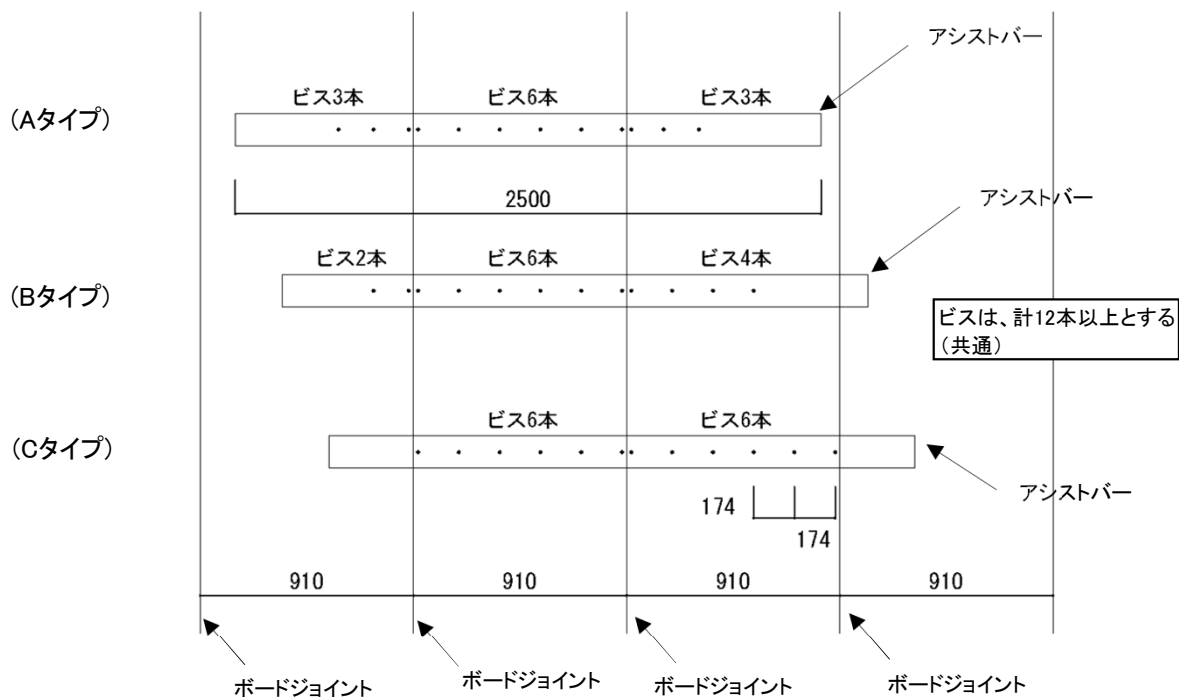 アシストバー
(Aタイプ)
ビス3本
ビス6本
ビス3本
2500
アシストバー
(Bタイプ)
ビス2本
ビス6本
ビス4本
ビスは、計12本以上とする
(共通)
(Cタイプ)
ビス6本
ビス6本
アシストバー
174
174
910
910
910
910
ボードジョイント
ボードジョイント
ボードジョイント
ボードジョイント